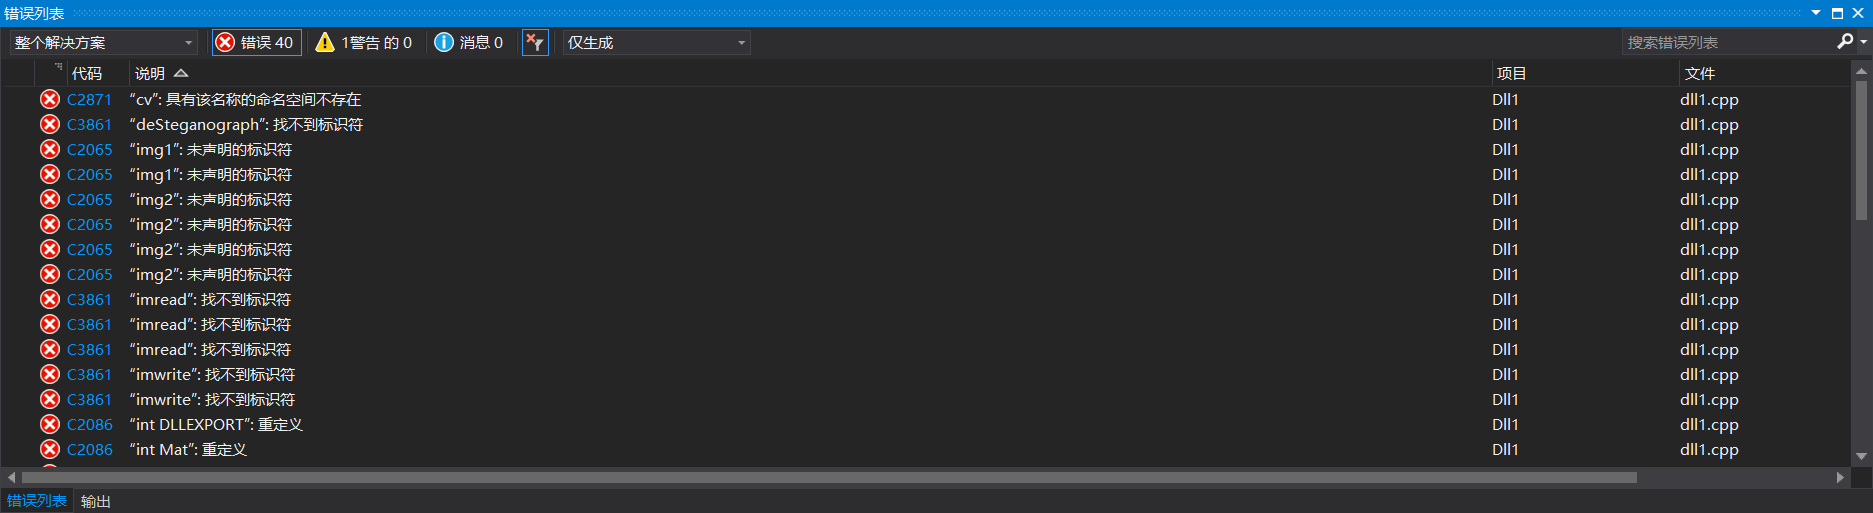 错误列表
整个解决方案 错误 40 1警告 的 0 消息 0 仅生成 搜索错误列表
代码 说明 项目 文件
C2871 “cv”: 具有该名称的命名空间不存在 Dll1 dll1.cpp
C3861 “deSteganograph”: 找不到标识符 Dll1 dll1.cpp
C2065 “img1”: 未声明的标识符 Dll1 dll1.cpp
C2065 “img1”: 未声明的标识符 Dll1 dll1.cpp
C2065 “img2”: 未声明的标识符 Dll1 dll1.cpp
C2065 “img2”: 未声明的标识符 Dll1 dll1.cpp
C2065 “img2”: 未声明的标识符 Dll1 dll1.cpp
C2065 “img2”: 未声明的标识符 Dll1 dll1.cpp
C3861 “imread”: 找不到标识符 Dll1 dll1.cpp
C3861 “imread”: 找不到标识符 Dll1 dll1.cpp
C3861 “imread”: 找不到标识符 Dll1 dll1.cpp
C3861 “imwrite”: 找不到标识符 Dll1 dll1.cpp
C3861 “imwrite”: 找不到标识符 Dll1 dll1.cpp
C2086 “int DLLEXPORT”: 重定义 Dll1 dll1.cpp
C2086 “int Mat”: 重定义 Dll1 dll1.cpp
错误列表 输出